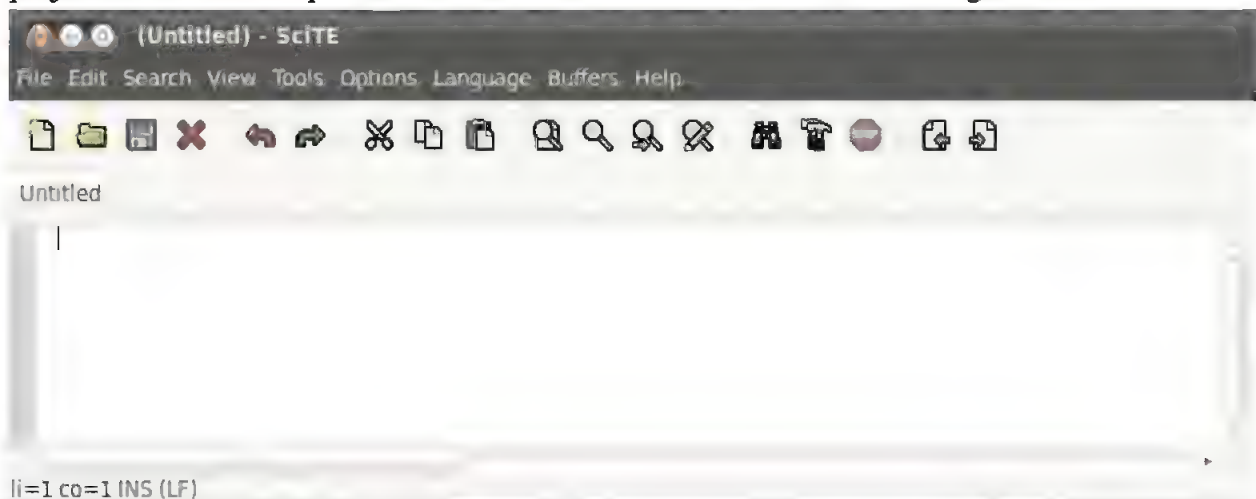 (Untitled) - SciTE
File Edit Search View Tools Options Language Buffers Help
Untitled
li=1 co=1 INS (LF)